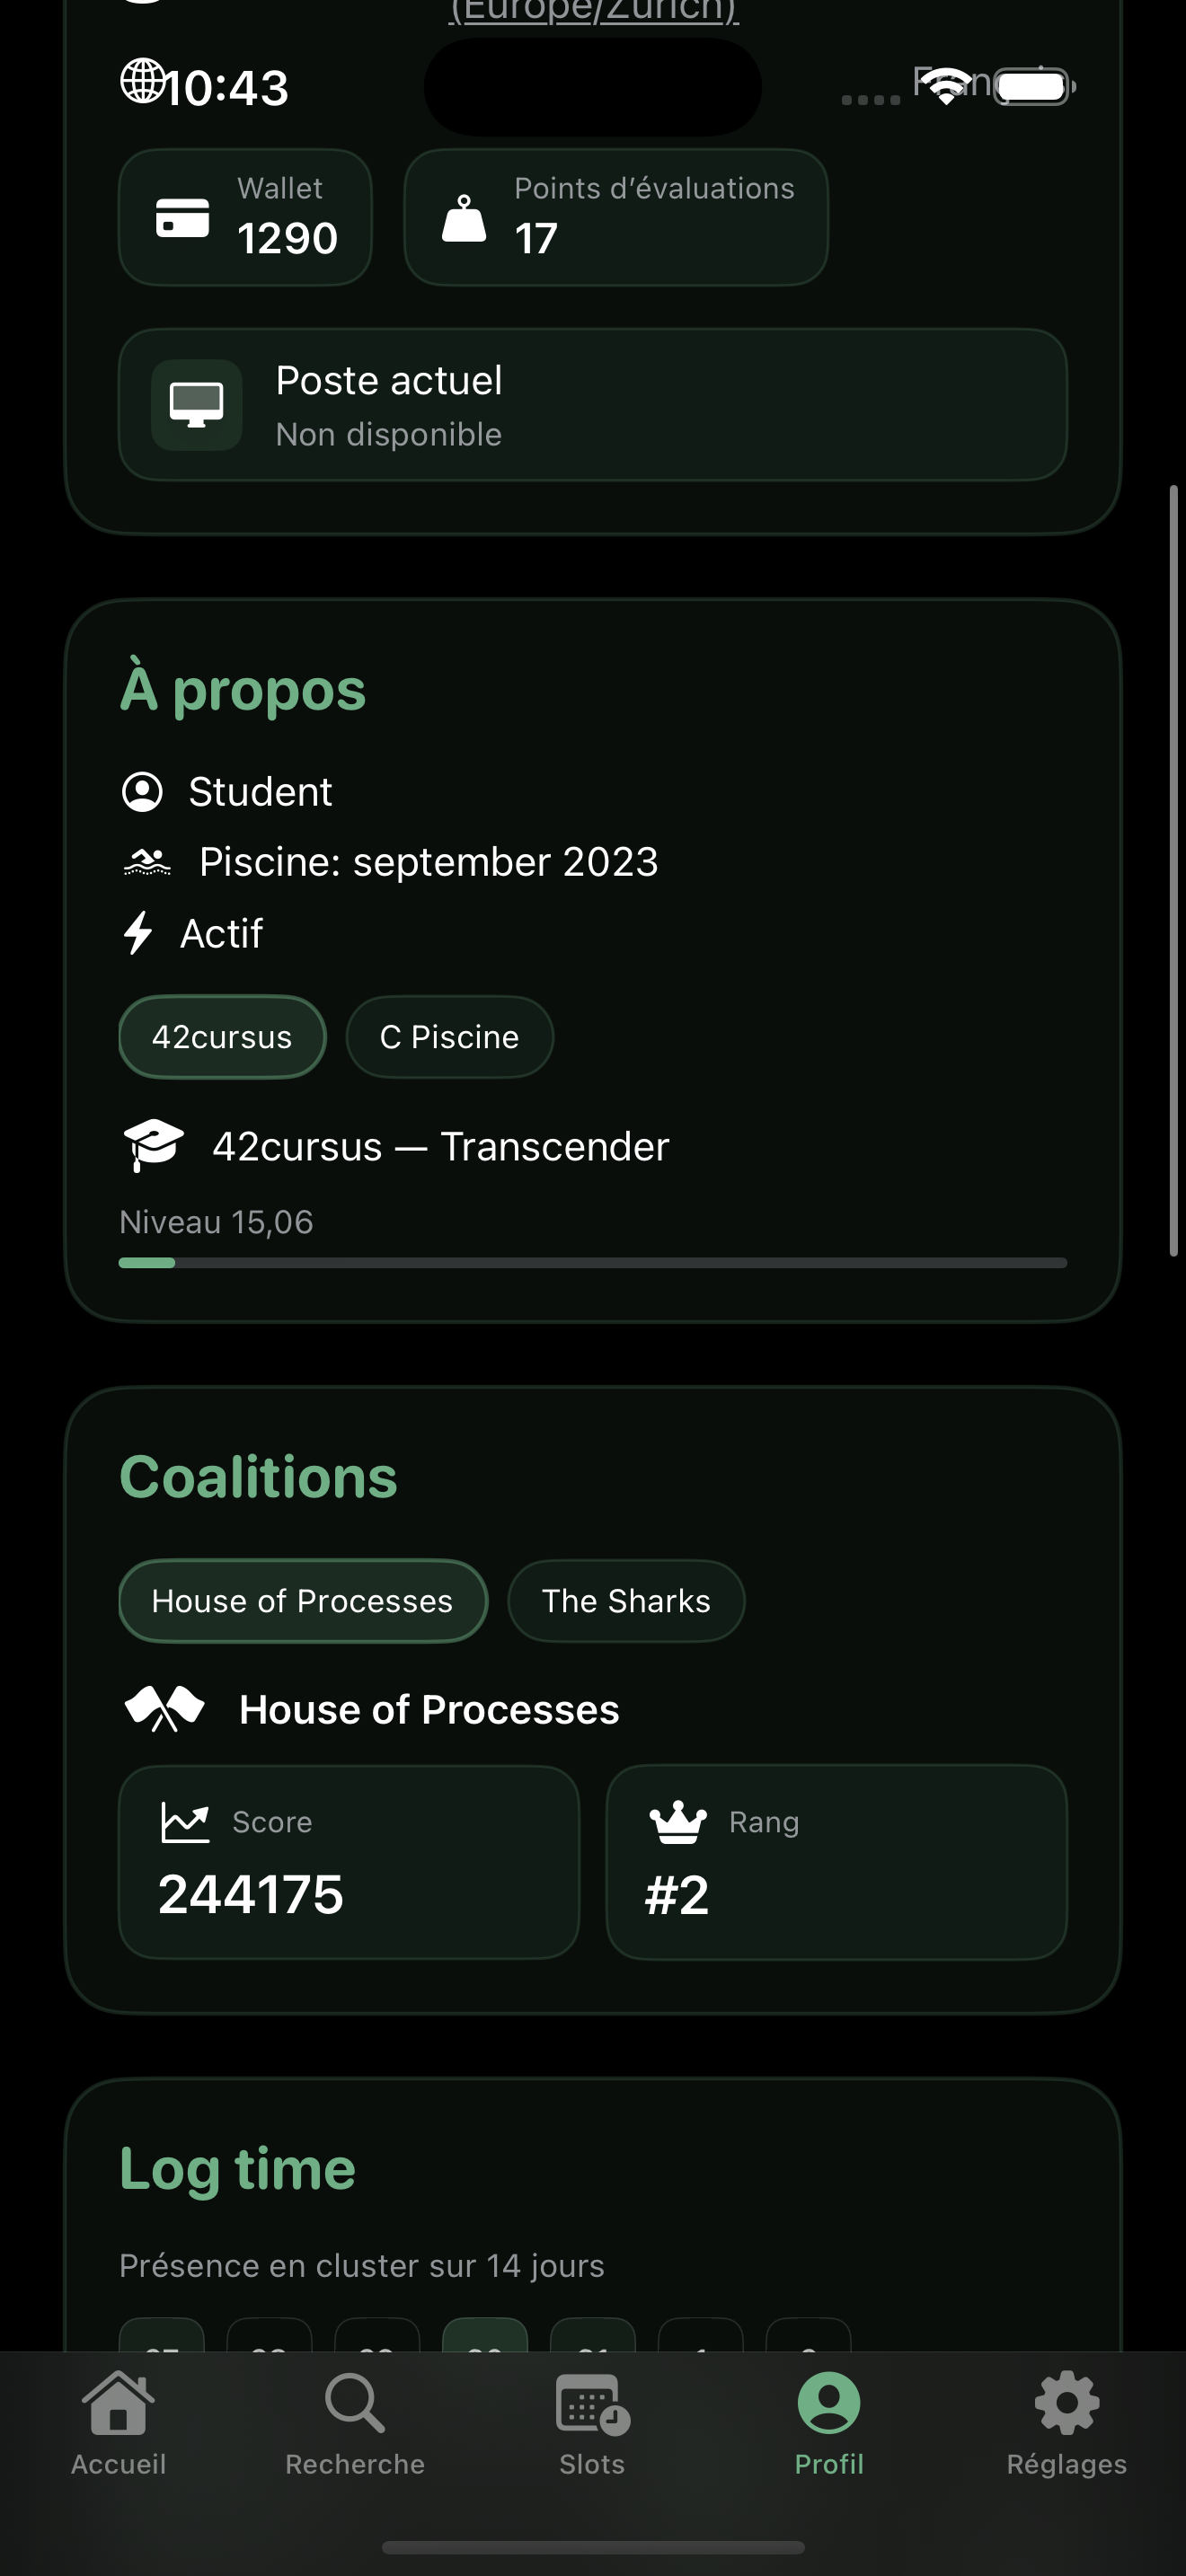 (Europe/Zurich)
10:43
Français
Wallet
1290
Points d’évaluations
17
Poste actuel
Non disponible
À propos
Student
Piscine: september 2023
Actif
42cursus
C Piscine
42cursus — Transcender
Niveau 15,06
Coalitions
House of Processes
The Sharks
House of Processes
Score
244175
Rang
#2
Log time
Présence en cluster sur 14 jours
Accueil
Recherche
Slots
Profil
Réglages